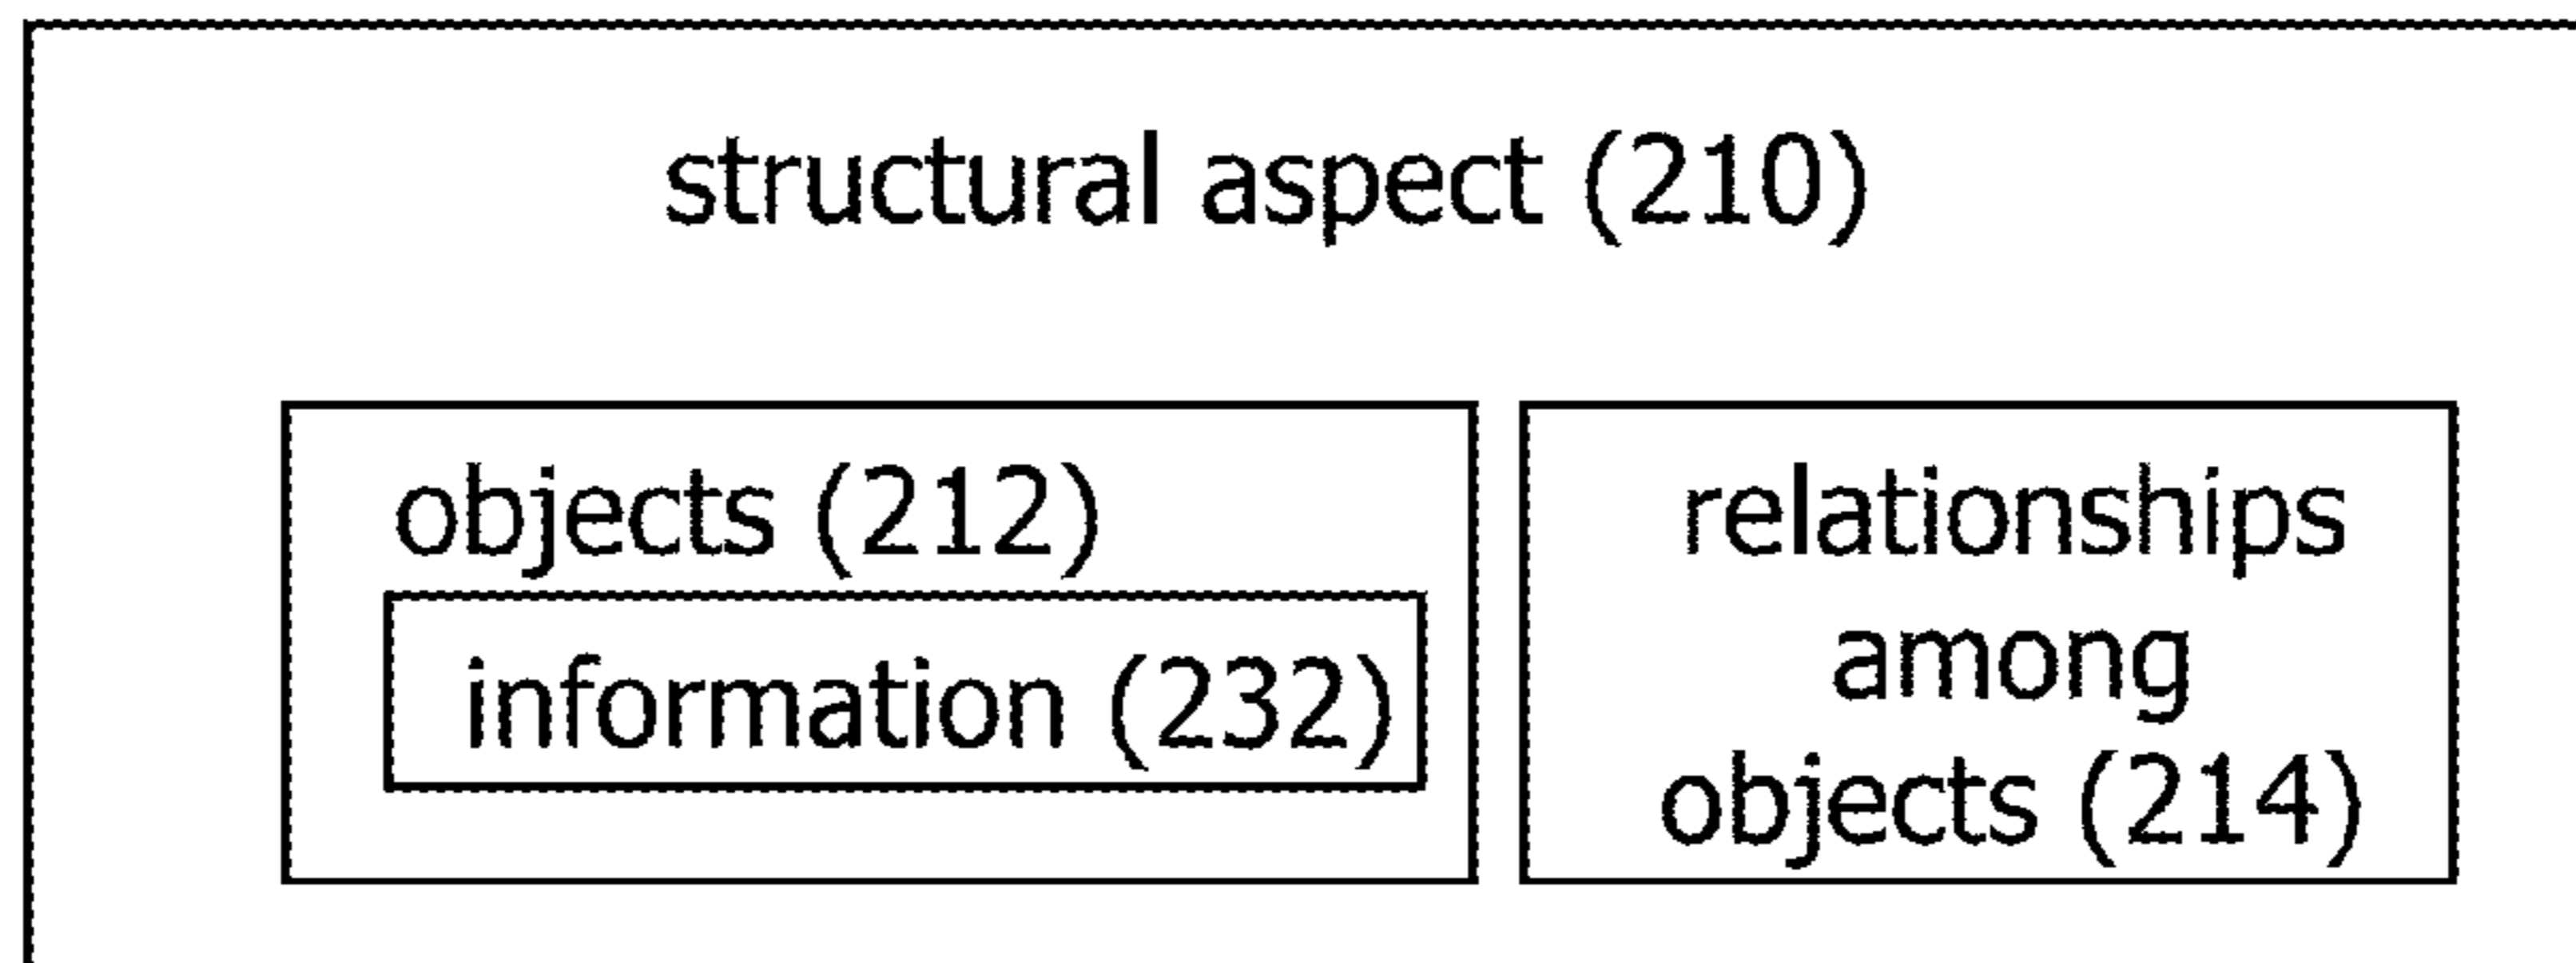 structural aspect (210)
objects (212)
information (232)
relationships
among
objects (214)